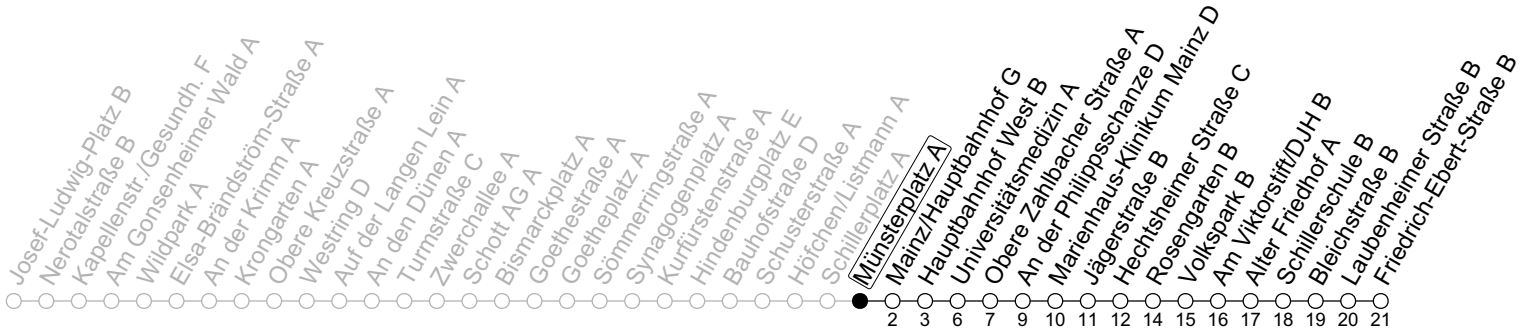 Josef-Ludwig-Platz B
Nerotalstraße B
Kapellenstr./Gesundh. F
Am Gonsenheimer Wald A
Wildpark A
Elsa-Brändström-Straße A
An der Krimm A
Krongarten A
Obere Kreuzstraße A
Westring D
Auf der Langen Lein A
An den Dünen A
Turmstraße C
Zwerchallee A
Schott AG A
Bismarckplatz A
Goethestraße A
Goetheplatz A
Sömmerringstraße A
Synagogenplatz A
Kurfürstenstraße A
Hindenburgplatz E
Bauhofstraße D
Schusterstraße A
Höfchen/Listmann A
Schillerplatz A
Münsterplatz A
Mainz/Hauptbahnhof G
Hauptbahnhof West B
Universitätsmedizin A
Obere Zahlbacher Straße A
An der Philippsschanze D
Marienhaus-Klinikum Mainz D
Jägerstraße B
Hechtsheimer Straße C
Rosengarten B
Volkspark B
Am Viktorstift/DJH B
Alter Friedhof A
Schillerschule B
Bleichstraße B
Laubenheimer Straße B
Friedrich-Ebert-Straße B
2 3 6 7 9 10 11 12 14 15 16 17 18 19 20 21